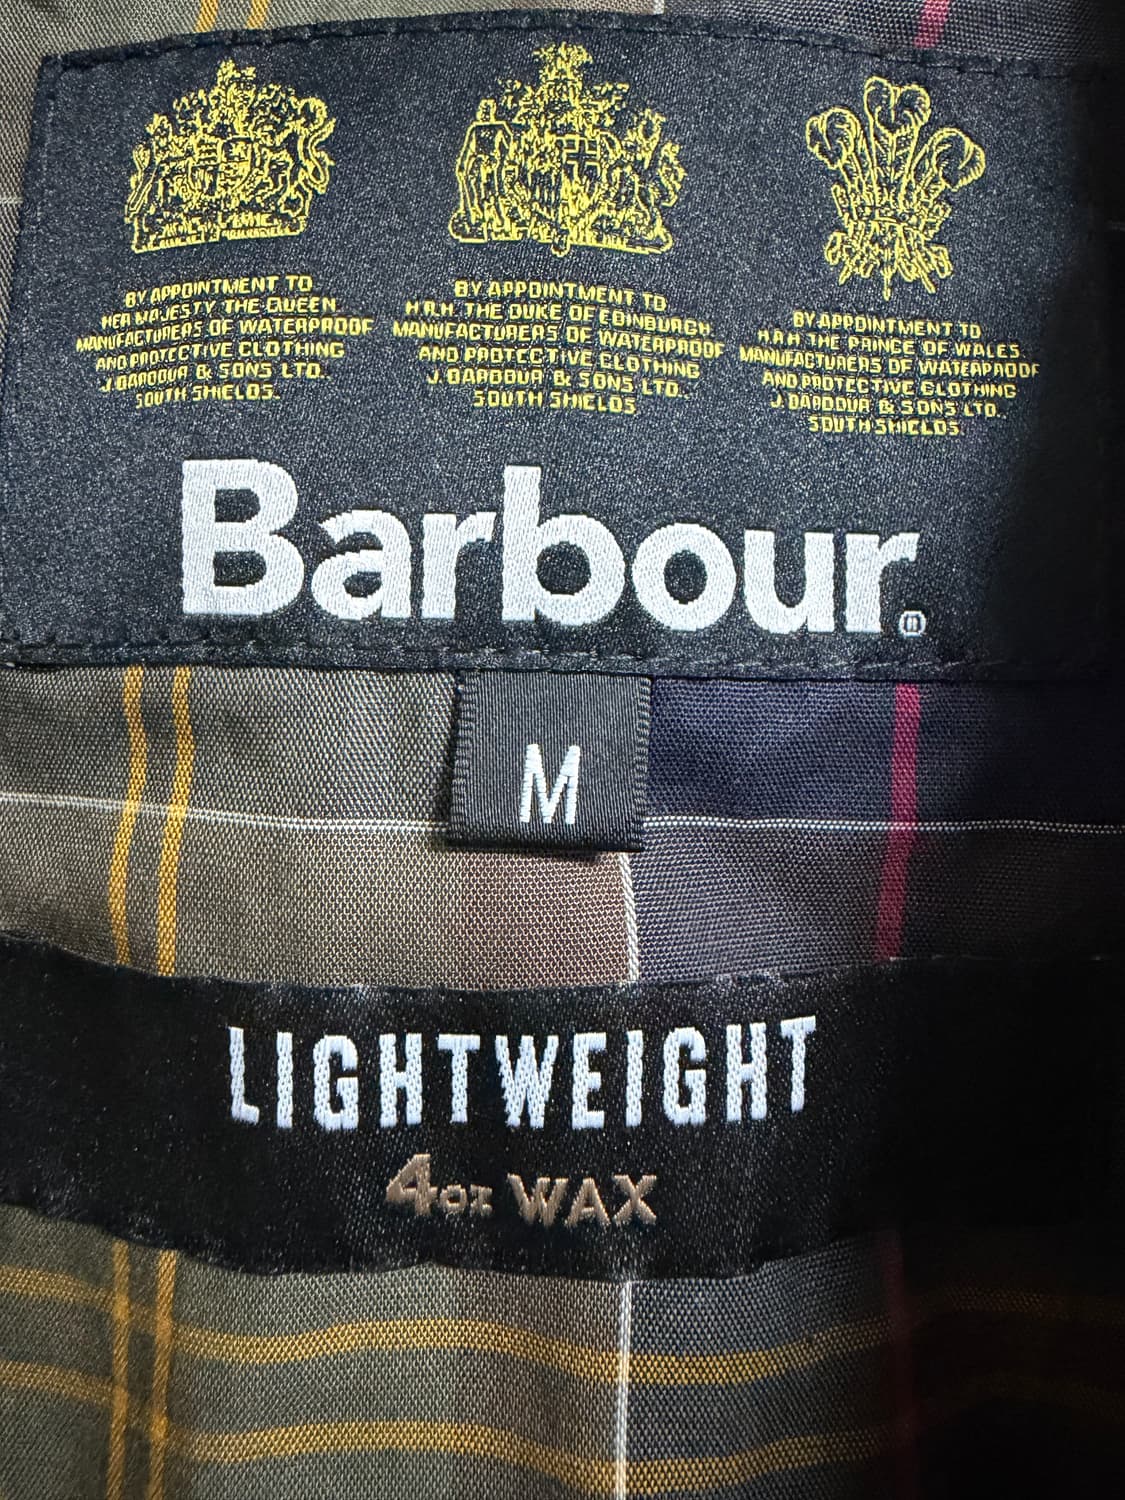 BY APPOINTMENT TO
HER MAJESTY THE QUEEN
MANUFACTURERS OF WATERPROOF
AND PROTECTIVE CLOTHING
J. BARBOUR & SONS LTD.
SOUTH SHIELDS.
BY APPOINTMENT TO
H.R.H. THE DUKE OF EDINBURGH
MANUFACTURERS OF WATERPROOF
AND PROTECTIVE CLOTHING
J. BARBOUR & SONS LTD.
SOUTH SHIELDS
BY APPOINTMENT TO
H.R.H THE PRINCE OF WALES.
MANUFACTURERS OF WATERPROOF
AND PROTECTIVE CLOTHING
J. BARBOUR & SONS LTD.
SOUTH SHIELDS.
Barbour®
M
LIGHTWEIGHT
4oz WAX